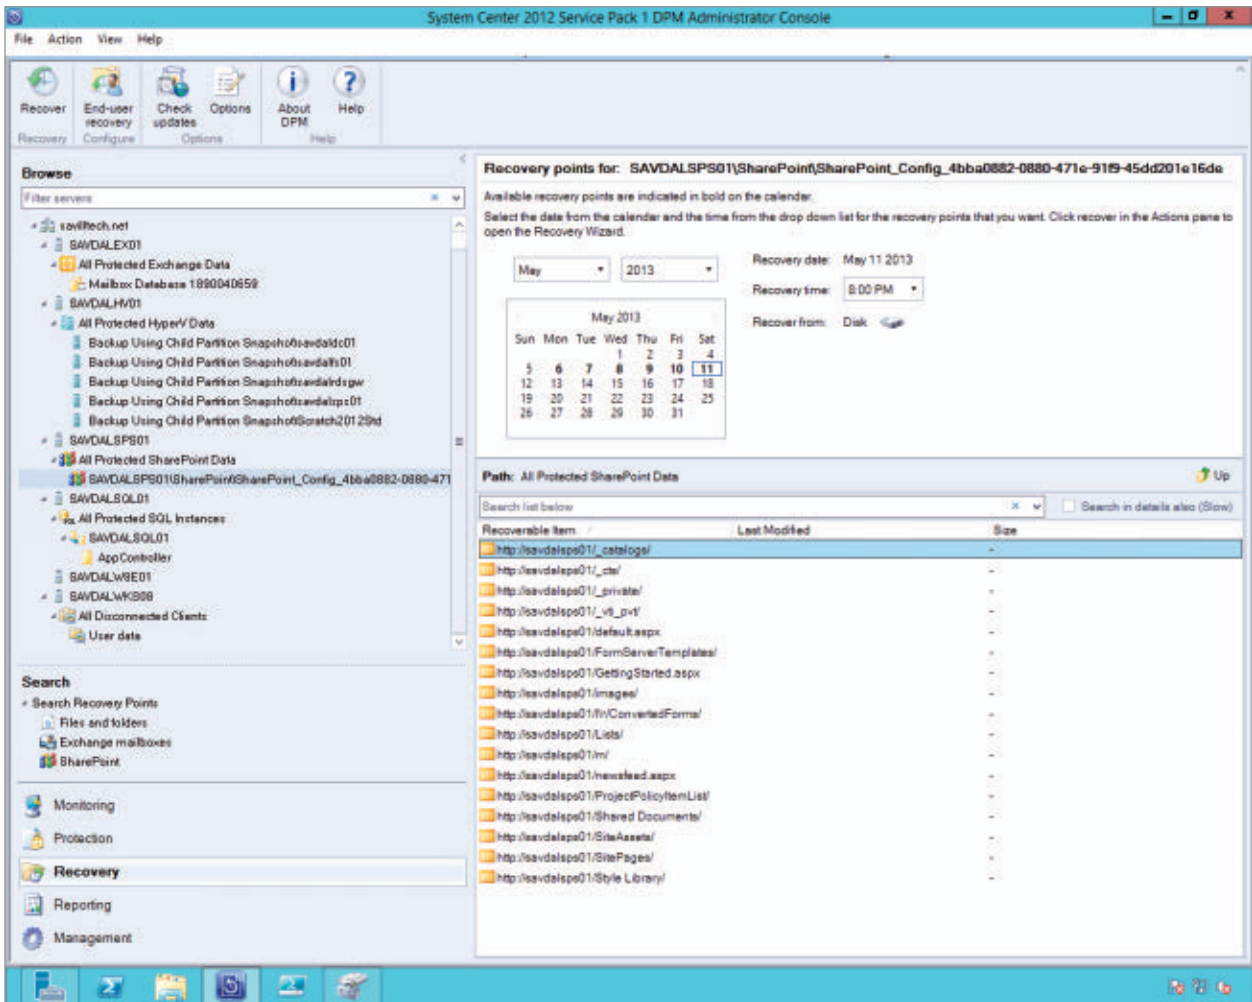 System Center 2012 Service Pack 1 DPM Administrator Console
File Action View Help
Recover
End-user recovery
Check updates
Options
About DPM
Help
Recovery
Configure
Options
Help
Browse
Filter servers
savilltech.net
SAVDALEX01
All Protected Exchange Data
Mailbox Database 1890040659
SAVDALHV01
All Protected HyperV Data
Backup Using Child Partition Snapshot\savdaldc01
Backup Using Child Partition Snapshot\savdalfs01
Backup Using Child Partition Snapshot\savdalrdsgw
Backup Using Child Partition Snapshot\savdalsps01
Backup Using Child Partition Snapshot\Scratch2012Std
SAVDALSPS01
All Protected SharePoint Data
SAVDALSPS01\SharePoint\SharePoint_Config_4bba0882-0880-471
SAVDALSQL01
All Protected SQL Instances
SAVDALSQL01
AppController
SAVDALWSE01
SAVDALWKS08
All Disconnected Clients
User data
Search
Search Recovery Points
Files and folders
Exchange mailboxes
SharePoint
Monitoring
Protection
Recovery
Reporting
Management
Recovery points for: SAVDALSPS01\SharePoint\SharePoint_Config_4bba0882-0880-471e-91f9-45dd201e16de
Available recovery points are indicated in bold on the calendar.
Select the date from the calendar and the time from the drop down list for the recovery points that you want. Click recover in the Actions pane to
open the Recovery Wizard.
May 2013
May 2013
Sun Mon Tue Wed Thu Fri Sat
1 2 3 4
5 6 7 8 9 10 11
12 13 14 15 16 17 18
19 20 21 22 23 24 25
26 27 28 29 30 31
Recovery date: May 11 2013
Recovery time: 8:00 PM
Recover from: Disk
Path: All Protected SharePoint Data
Up
Search list below
Search in details also (Slow)
Recoverable Item Last Modified Size
http://savdalsps01/_catalogs/ -
http://savdalsps01/_cts/ -
http://savdalsps01/_private/ -
http://savdalsps01/_vti_pvt/ -
http://savdalsps01/default.aspx -
http://savdalsps01/FormServerTemplates/ -
http://savdalsps01/GettingStarted.aspx -
http://savdalsps01/images/ -
http://savdalsps01/IWConvertedForms/ -
http://savdalsps01/Lists/ -
http://savdalsps01/m/ -
http://savdalsps01/newsfeed.aspx -
http://savdalsps01/ProjectPolicyItemList/ -
http://savdalsps01/Shared Documents/ -
http://savdalsps01/SiteAssets/ -
http://savdalsps01/SitePages/ -
http://savdalsps01/Style Library/ -